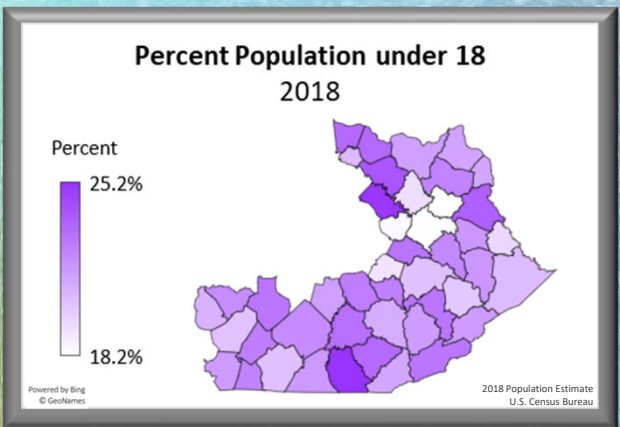 Percent Population under 18
2018
Percent
25.2%
18.2%
Powered by Bing
© GeoNames
2018 Population Estimate
U.S. Census Bureau